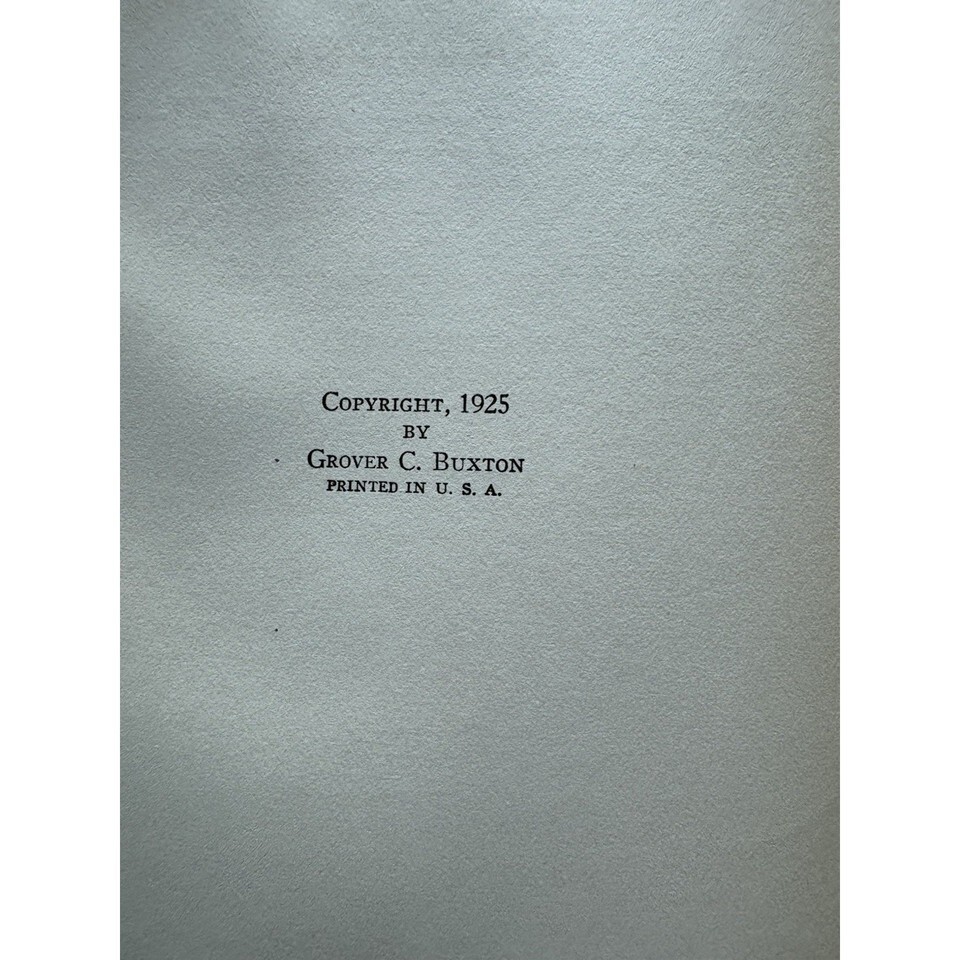 Copyright, 1925
by
Grover C. Buxton
PRINTED IN U. S. A.